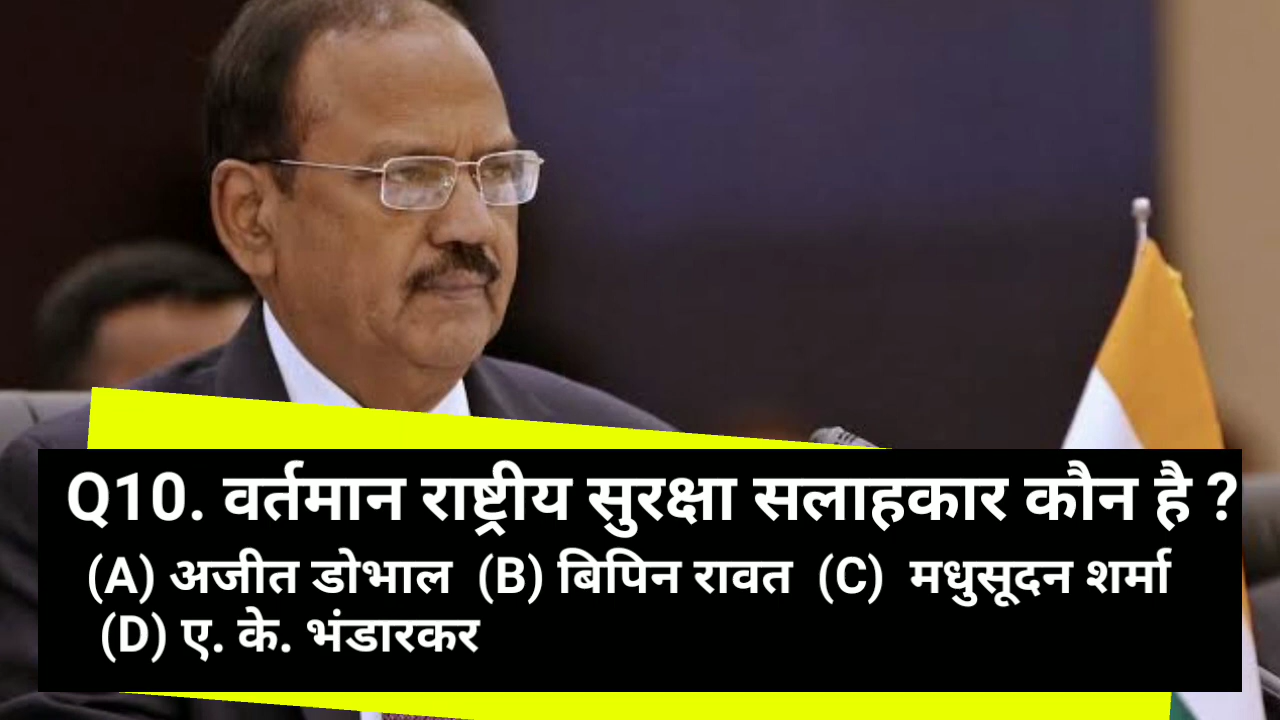 Q10. वर्तमान राष्ट्रीय सुरक्षा सलाहकार कौन है ?
(A) अजीत डोभाल (B) बिपिन रावत (C) मधुसूदन शर्मा
(D) ए. के. भंडारकर